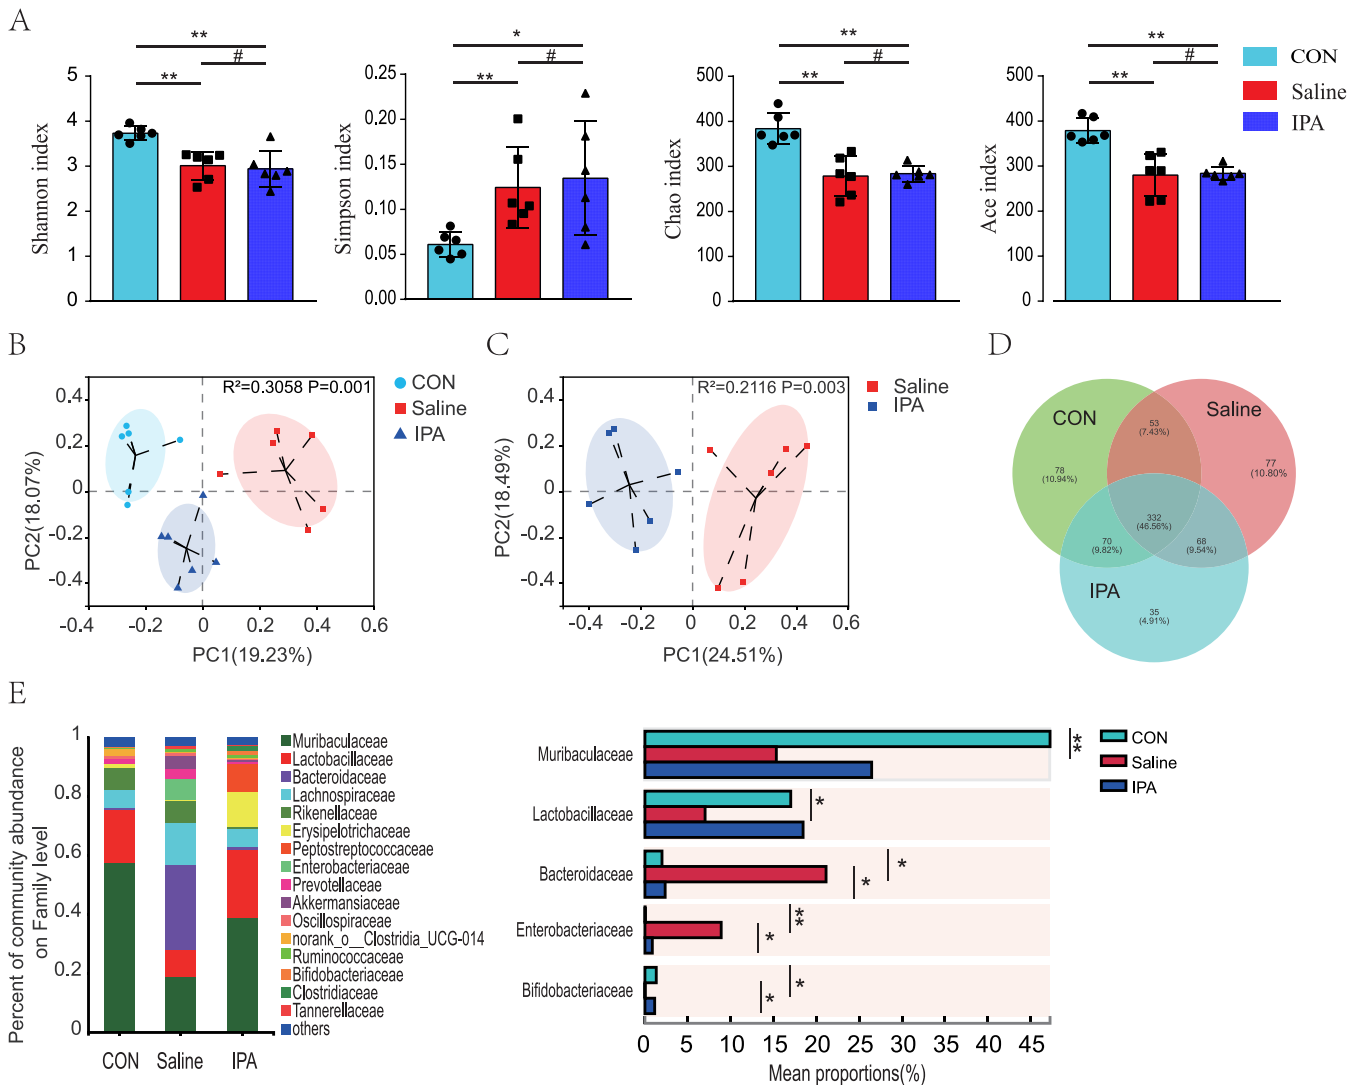 A
**
#
**
5
4
3
2
1
0
Shannon index
*
#
**
0.25
0.20
0.15
0.10
0.05
0.00
Simpson index
**
#
**
500
400
300
200
100
0
Chao index
**
#
**
500
400
300
200
100
0
Ace index
CON
Saline
IPA
B
R²=0.3058 P=0.001
0.4
0.2
0
-0.2
-0.4
PC2(18.07%)
-0.4
-0.2
0
0.2
0.4
0.6
PC1(19.23%)
CON
Saline
IPA
C
R²=0.2116 P=0.003
0.4
0.2
0
-0.2
-0.4
PC2(18.49%)
-0.4
-0.2
0
0.2
0.4
0.6
PC1(24.51%)
Saline
IPA
D
CON
Saline
IPA
53
(7.43%)
78
(10.94%)
77
(10.80%)
332
(46.56%)
70
(9.82%)
68
(9.54%)
35
(4.91%)
E
1
0.8
0.6
0.4
0.2
0
Percent of community abundance
on Family level
CON
Saline
IPA
Muribaculaceae
Lactobacillaceae
Bacteroidaceae
Lachnospiraceae
Rikenellaceae
Erysipelotrichaceae
Peptostreptococcaceae
Enterobacteriaceae
Prevotellaceae
Akkermansiaceae
Oscillospiraceae
norank_o__Clostridia_UCG-014
Ruminococcaceae
Bifidobacteriaceae
Clostridiaceae
Tannerellaceae
others
Muribaculaceae
**
Lactobacillaceae
*
Bacteroidaceae
*
*
Enterobacteriaceae
**
*
Bifidobacteriaceae
*
*
0
5
10
15
20
25
30
35
40
45
Mean proportions(%)
CON
Saline
IPA